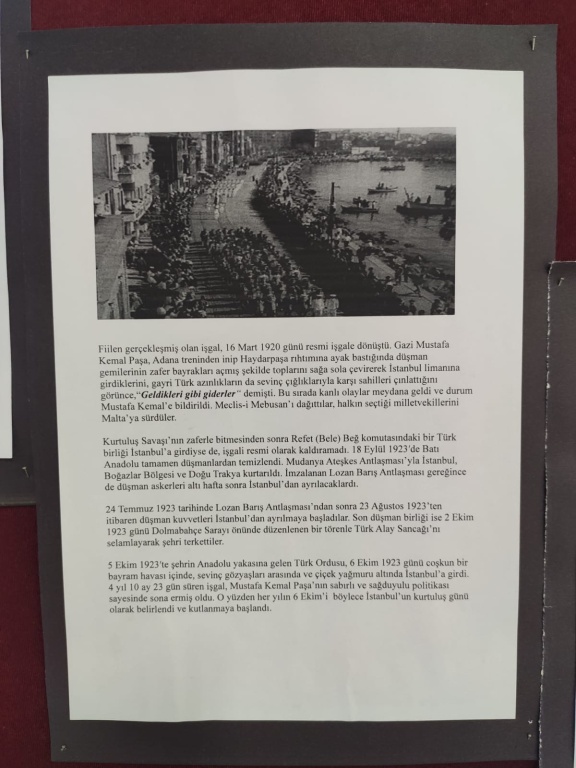 Fiilen gerçekleşmiş olan işgal, 16 Mart 1920 günü resmi işgale dönüştü. Gazi Mustafa
Kemal Paşa, Adana treninden inip Haydarpaşa rıhtımına ayak bastığında düşman
gemilerinin zafer bayrakları açmış şekilde toplarını sağa sola çevirerek İstanbul limanına
girdiklerini, gayri Türk azınlıkların da sevinç çığlıklarıyla karşı sahilleri çınlattığını
görünce,“Geldikleri gibi giderler” demişti. Bu sırada kanlı olaylar meydana geldi ve durum
Mustafa Kemal’e bildirildi. Meclis-i Mebusan’ı dağıttılar, halkın seçtiği milletvekillerini
Malta’ya sürdüler.
Kurtuluş Savaşı’nın zaferle bitmesinden sonra Refet (Bele) Beğ komutasındaki bir Türk
birliği İstanbul’a girdiyse de, işgali resmi olarak kaldıramadı. 18 Eylül 1923’de Batı
Anadolu tamamen düşmanlardan temizlendi. Mudanya Ateşkes Antlaşması’yla İstanbul,
Boğazlar Bölgesi ve Doğu Trakya kurtarıldı. İmzalanan Lozan Barış Antlaşması gereğince
de düşman askerleri altı hafta sonra İstanbul’dan ayrılacaklardı.
24 Temmuz 1923 tarihinde Lozan Barış Antlaşması’ndan sonra 23 Ağustos 1923’ten
itibaren düşman kuvvetleri İstanbul’dan ayrılmaya başladılar. Son düşman birliği ise 2 Ekim
1923 günü Dolmabahçe Sarayı önünde düzenlenen bir törenle Türk Alay Sancağı’nı
selamlayarak şehri terkettiler.
5 Ekim 1923’te şehrin Anadolu yakasına gelen Türk Ordusu, 6 Ekim 1923 günü coşkun bir
bayram havası içinde, sevinç gözyaşları arasında ve çiçek yağmuru altında İstanbul’a girdi.
4 yıl 10 ay 23 gün süren işgal, Mustafa Kemal Paşa’nın sabırlı ve sağduyulu politikası
sayesinde sona ermiş oldu. O yüzden her yılın 6 Ekim’i böylece İstanbul’un kurtuluş günü
olarak belirlendi ve kutlanmaya başlandı.